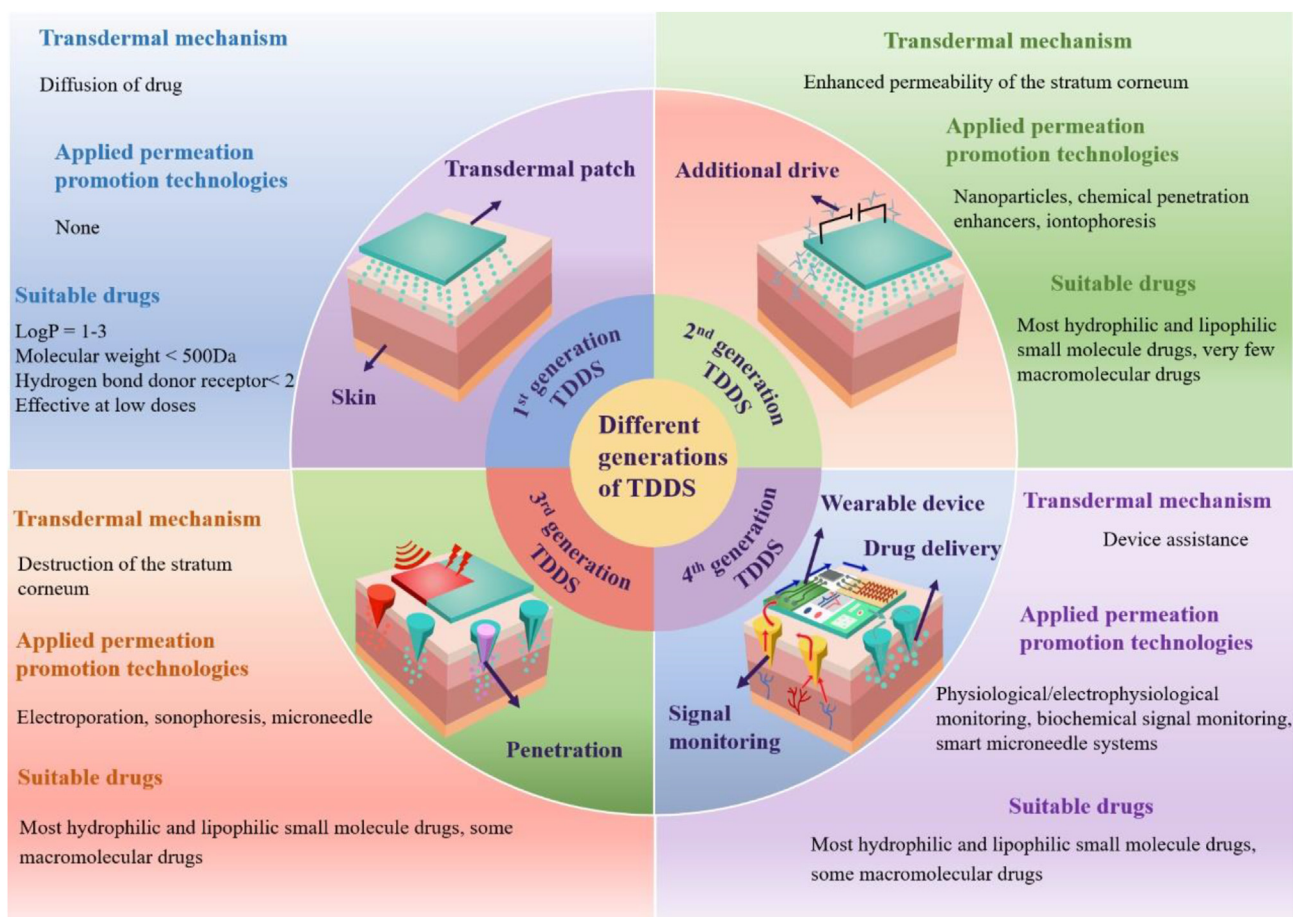 Transdermal mechanism
Diffusion of drug
Applied permeation
promotion technologies
None
Suitable drugs
LogP = 1-3
Molecular weight < 500Da
Hydrogen bond donor receptor< 2
Effective at low doses
Transdermal patch
Skin
1st generation
TDDS
Transdermal mechanism
Enhanced permeability of the stratum corneum
Applied permeation
promotion technologies
Nanoparticles, chemical penetration
enhancers, iontophoresis
Suitable drugs
Most hydrophilic and lipophilic
small molecule drugs, very few
macromolecular drugs
Additional drive
2nd generation
TDDS
Different
generations
of TDDS
Transdermal mechanism
Destruction of the stratum
corneum
Applied permeation
promotion technologies
Electroporation, sonophoresis, microneedle
Suitable drugs
Most hydrophilic and lipophilic small molecule drugs, some
macromolecular drugs
Penetration
3rd generation
TDDS
4th generation
TDDS
Wearable device
Drug delivery
Signal
monitoring
Transdermal mechanism
Device assistance
Applied permeation
promotion technologies
Physiological/electrophysiological
monitoring, biochemical signal monitoring,
smart microneedle systems
Suitable drugs
Most hydrophilic and lipophilic small molecule drugs,
some macromolecular drugs